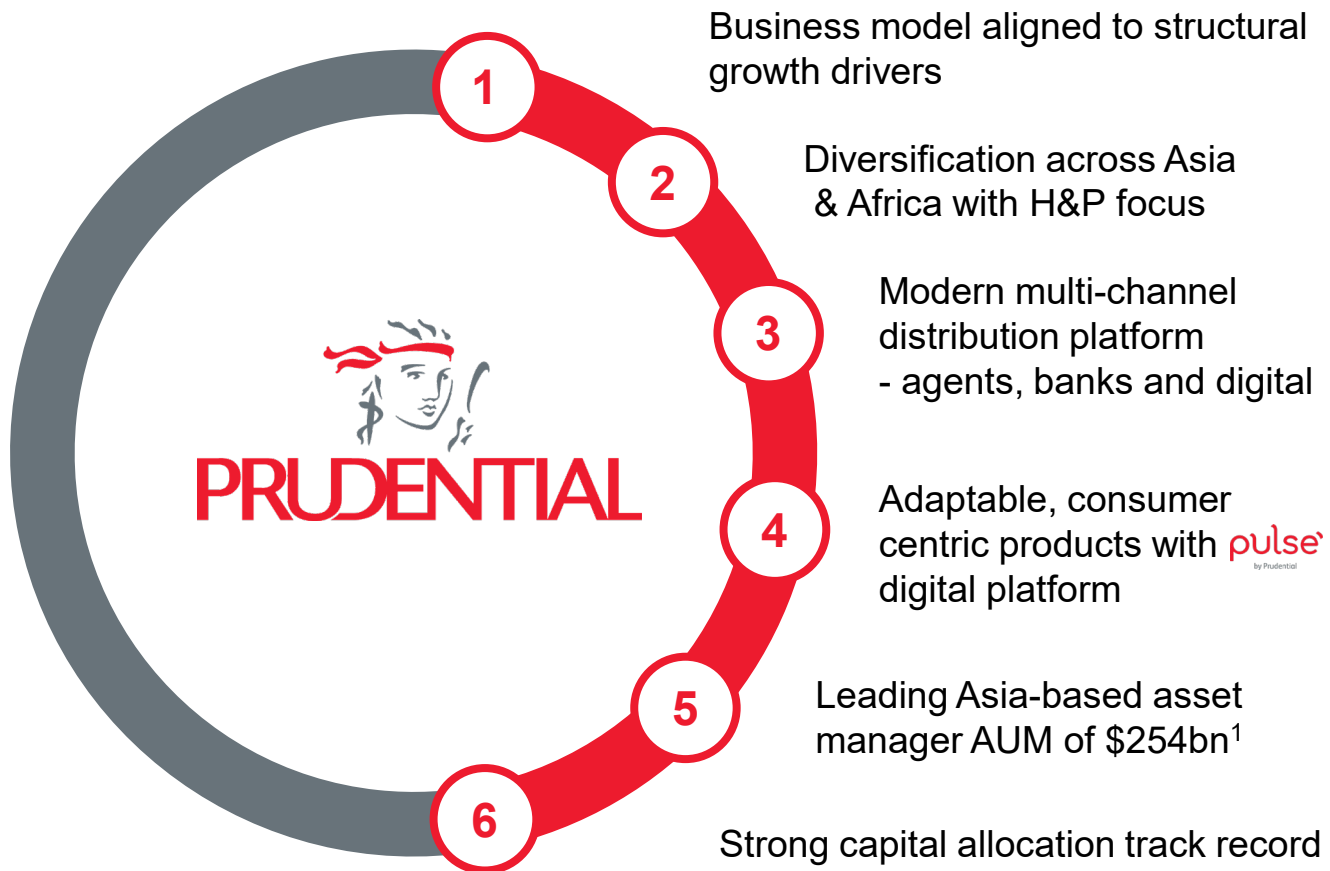 1
Business model aligned to structural
growth drivers
2
Diversification across Asia
& Africa with H&P focus
3
Modern multi-channel
distribution platform
- agents, banks and digital
PRUDENTIAL
4
Adaptable, consumer
centric products with pulse
by Prudential
digital platform
5
Leading Asia-based asset
manager AUM of $254bn¹
6
Strong capital allocation track record